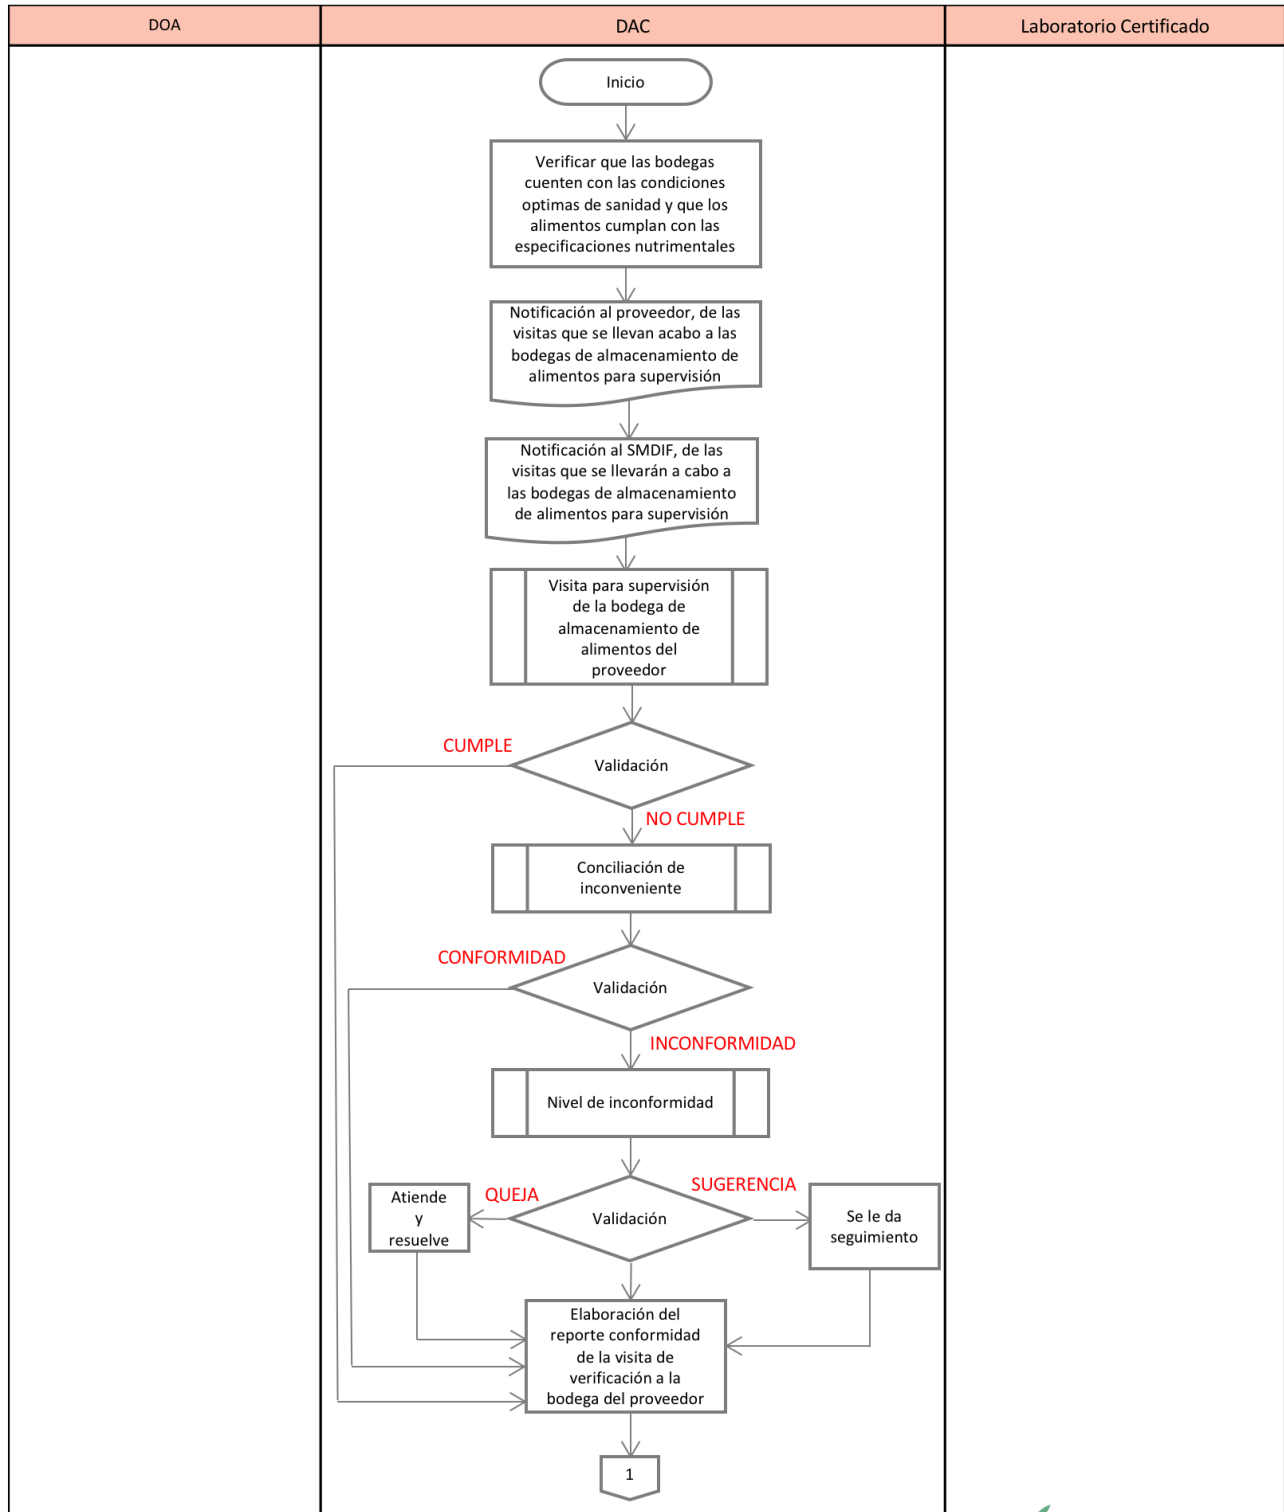 DOA
DAC
Laboratorio Certificado
Inicio
Verificar que las bodegas
cuenten con las condiciones
optimas de sanidad y que los
alimentos cumplan con las
especificaciones nutrimentales
Notificación al proveedor, de las
visitas que se llevan acabo a las
bodegas de almacenamiento de
alimentos para supervisión
Notificación al SMDIF, de las
visitas que se llevarán a cabo a
las bodegas de almacenamiento
de alimentos para supervisión
Visita para supervisión
de la bodega de
almacenamiento de
alimentos del
proveedor
CUMPLE
Validación
NO CUMPLE
Conciliación de
inconveniente
CONFORMIDAD
Validación
INCONFORMIDAD
Nivel de inconformidad
QUEJA
SUGERENCIA
Atiende
y
resuelve
Validación
Se le da
seguimiento
Elaboración del
reporte conformidad
de la visita de
verificación a la
bodega del proveedor
1